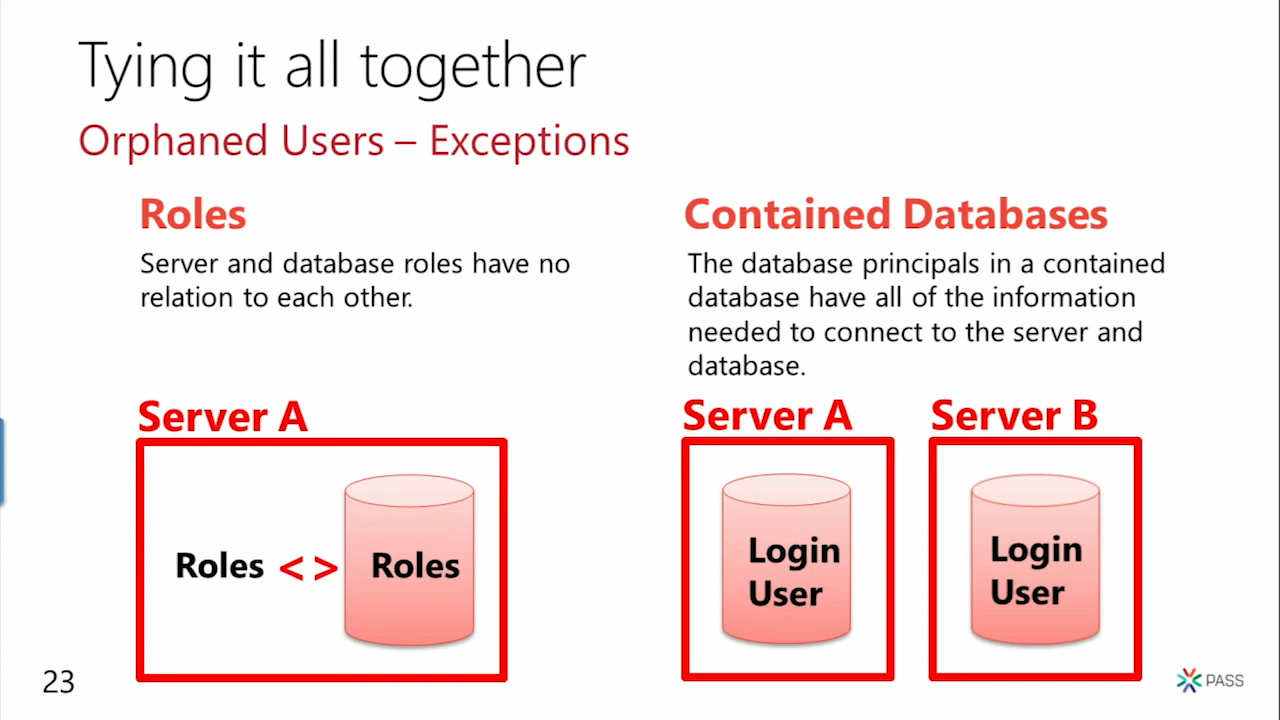 Tying it all together
Orphaned Users – Exceptions
Roles
Server and database roles have no
relation to each other.
Server A
Roles <> Roles
Contained Databases
The database principals in a contained
database have all of the information
needed to connect to the server and
database.
Server A
Login
User
Server B
Login
User
23
PASS